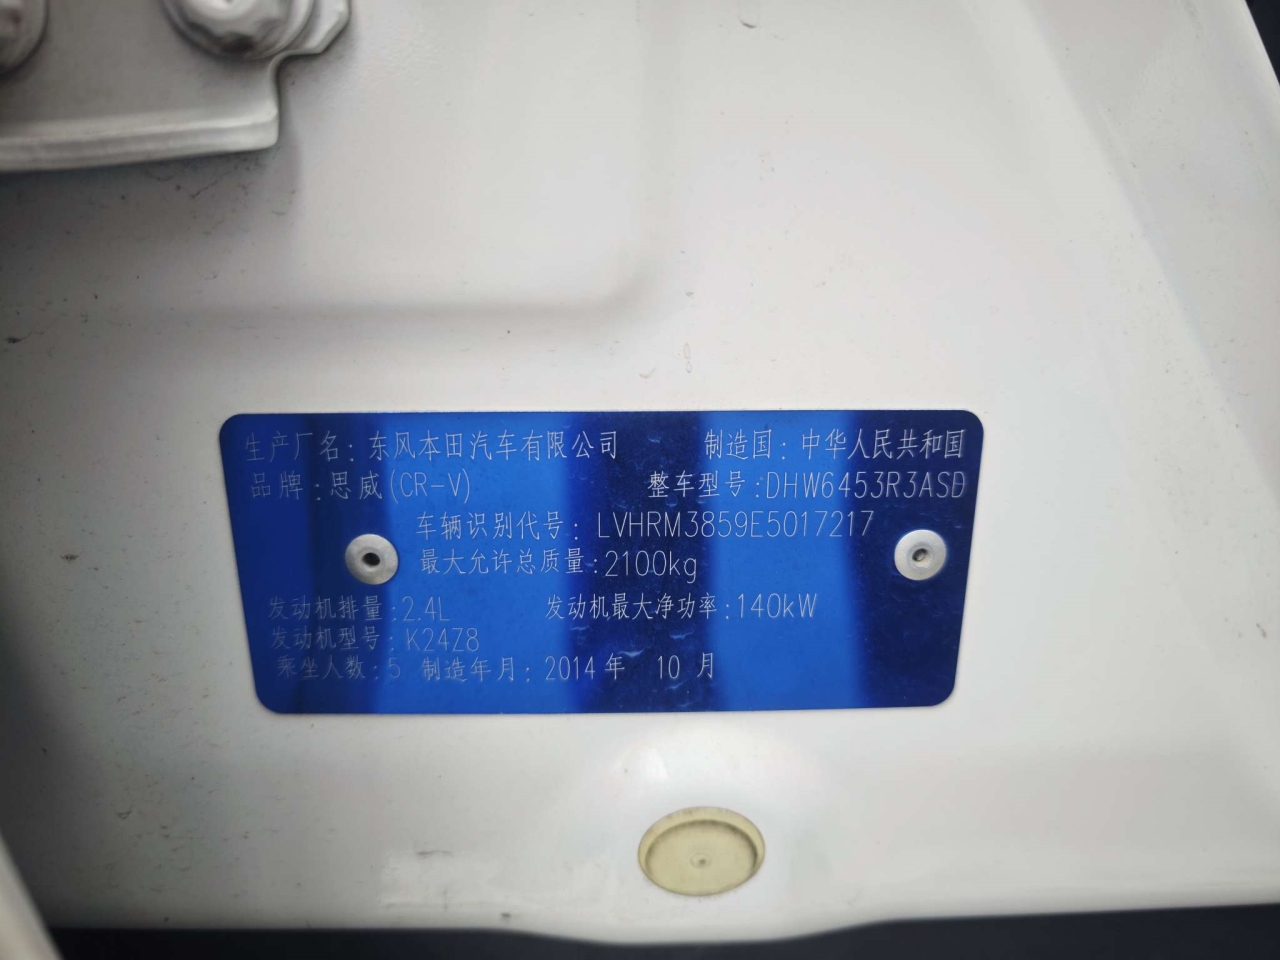 生产厂名：东风本田汽车有限公司 制造国：中华人民共和国
品牌：思威(CR-V) 整车型号：DHW6453R3ASD
车辆识别代号：LVHRM3859E5017217
最大允许总质量：2100kg
发动机排量：2.4L 发动机最大净功率：140kW
发动机型号：K24Z8
乘坐人数：5 制造年月：2014年 10月